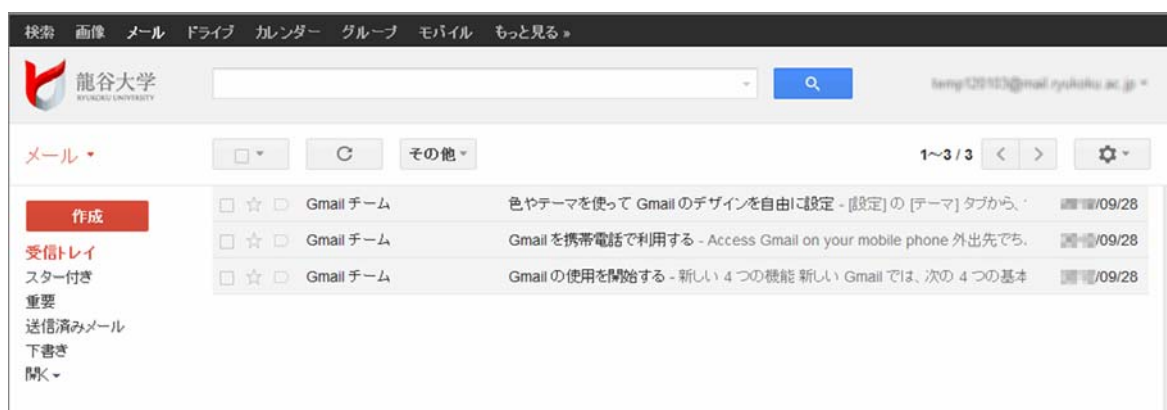 検索 画像 メール ドライブ カレンダー グループ モバイル もっと見る »
龍谷大学
RYUKOKU UNIVERSITY
メール その他 1~3 / 3
作成
受信トレイ
スター付き
重要
送信済みメール
下書き
開く
Gmail チーム 色やテーマを使って Gmail のデザインを自由に設定 - [設定] の [テーマ] タブから、 /09/28
Gmail チーム Gmail を携帯電話で利用する - Access Gmail on your mobile phone 外出先でも、 /09/28
Gmail チーム Gmail の使用を開始する - 新しい 4 つの機能 新しい Gmail では、次の 4 つの基本 /09/28